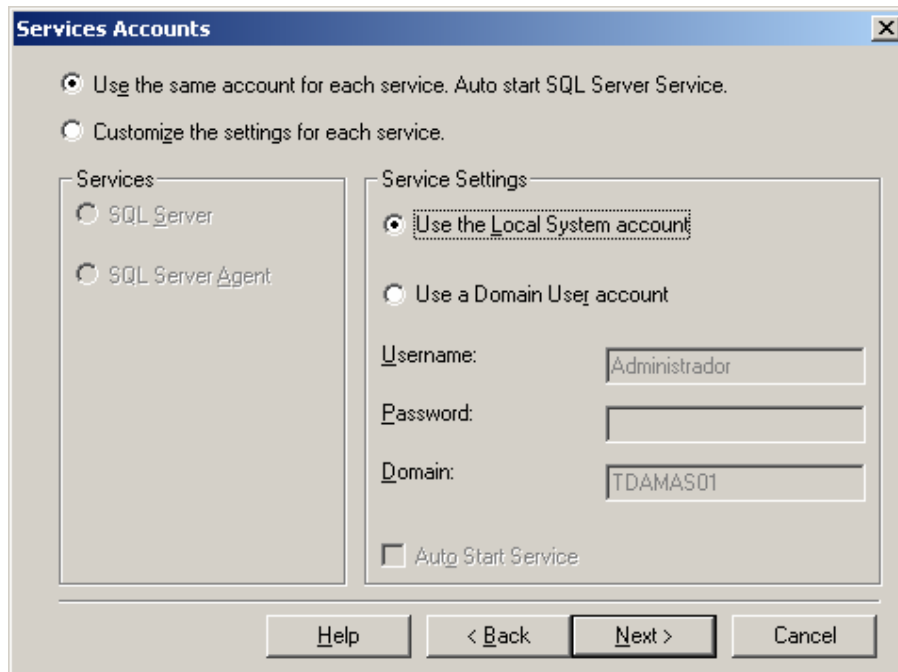 Services Accounts
Use the same account for each service. Auto start SQL Server Service.
Customize the settings for each service.
Services
SQL Server
SQL Server Agent
Service Settings
Use the Local System account
Use a Domain User account
Username:
Administrador
Password:
Domain:
TDAMAS01
Auto Start Service
Help
< Back
Next >
Cancel